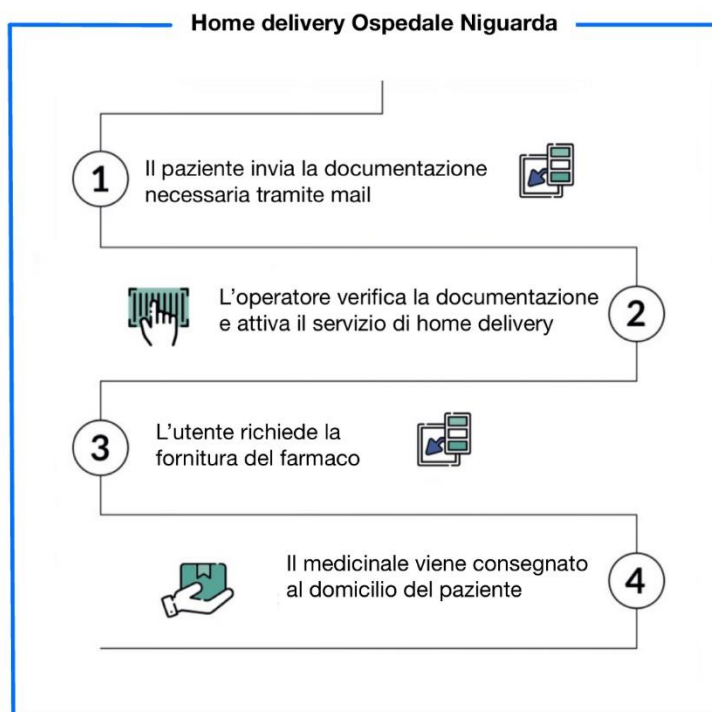 Home delivery Ospedale Niguarda
1
Il paziente invia la documentazione
necessaria tramite mail
L'operatore verifica la documentazione
e attiva il servizio di home delivery
2
3
L'utente richiede la
fornitura del farmaco
Il medicinale viene consegnato
al domicilio del paziente
4